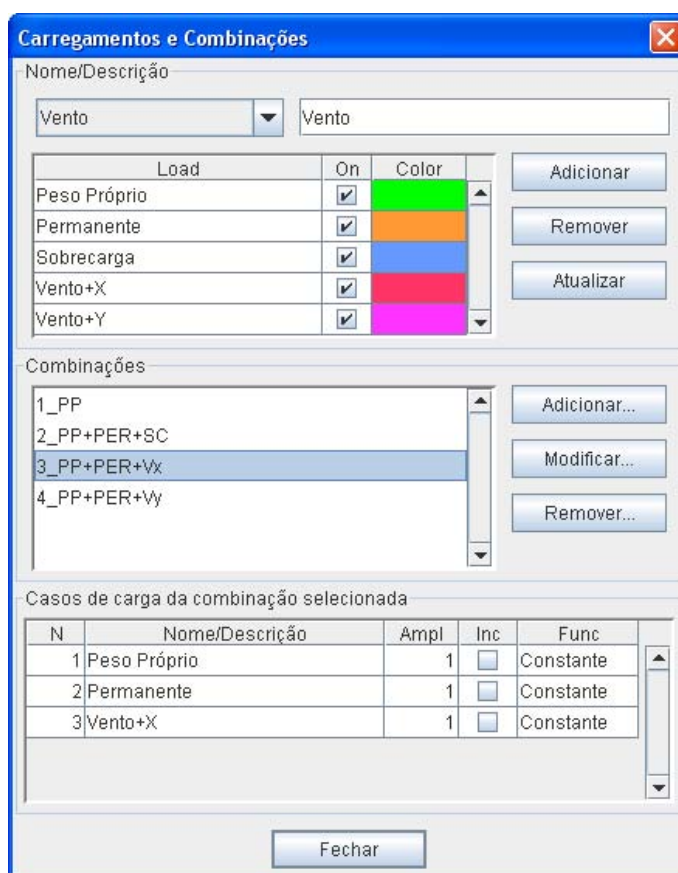 Carregamentos e Combinações
Nome/Descrição
Vento Vento
Load On Color
Peso Próprio
Permanente
Sobrecarga
Vento+X
Vento+Y
Adicionar
Remover
Atualizar
Combinações
1_PP
2_PP+PER+SC
3_PP+PER+Vx
4_PP+PER+Vy
Adicionar...
Modificar...
Remover...
Casos de carga da combinação selecionada
N Nome/Descrição Ampl Inc Func
1 Peso Próprio 1 Constante
2 Permanente 1 Constante
3 Vento+X 1 Constante
Fechar